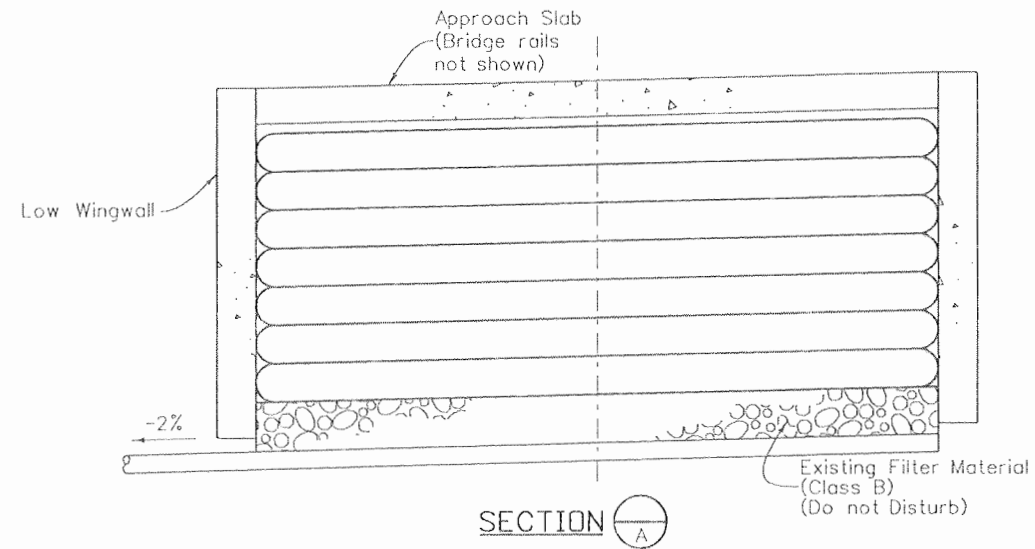 Approach Slab
(Bridge rails
not shown)
Low Wingwall
-2%
Existing Filter Material
(Class B)
(Do not Disturb)
SECTION A